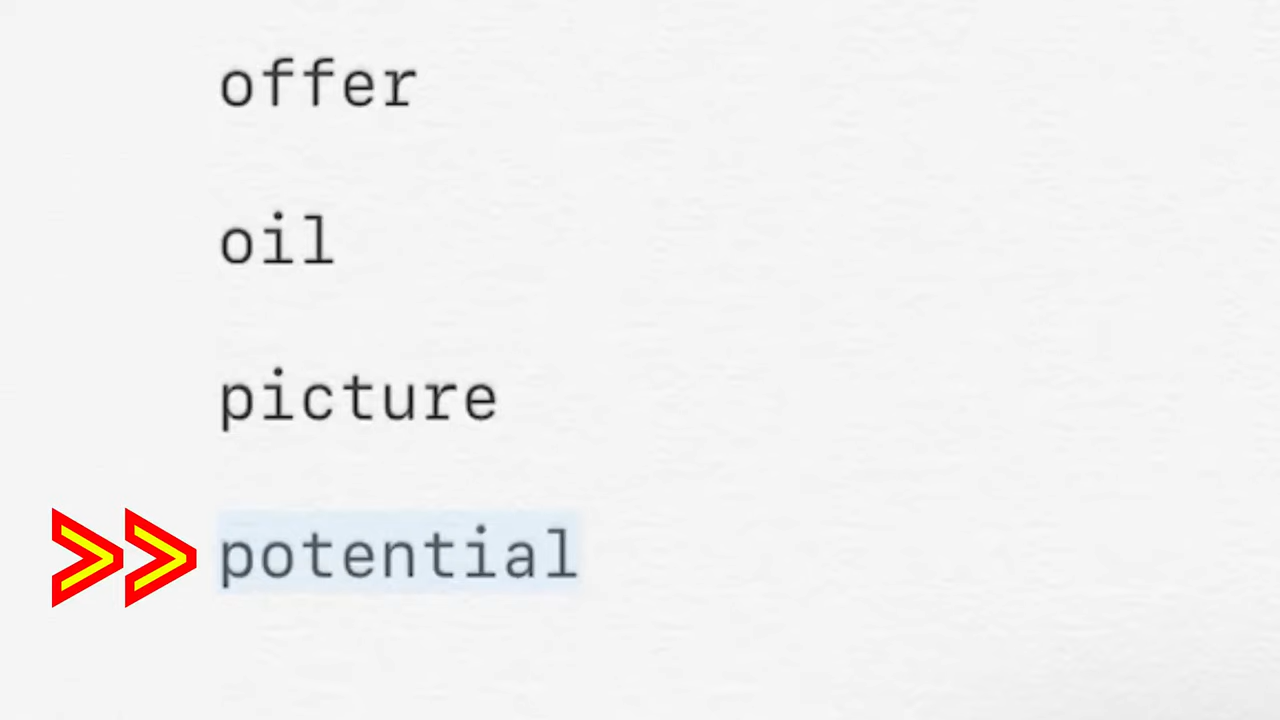 offer
oil
picture
>> potential